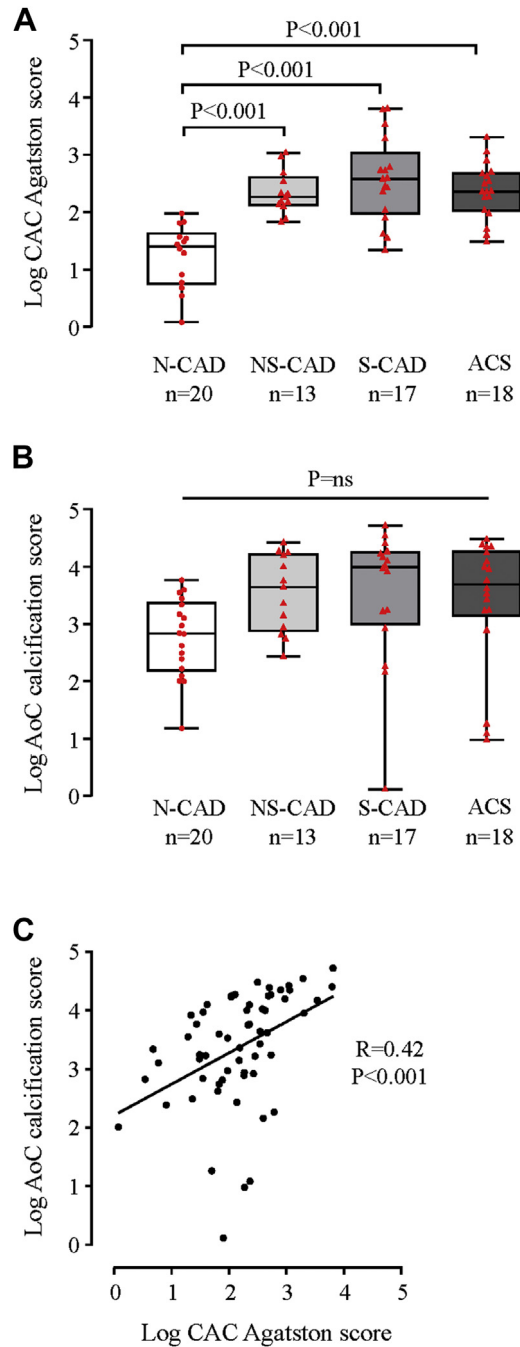 A
P<0.001
P<0.001
P<0.001
Log CAC Agatston score
5
4
3
2
1
0
N-CAD NS-CAD S-CAD ACS
n=20 n=13 n=17 n=18
B
P=ns
Log AoC calcification score
5
4
3
2
1
0
N-CAD NS-CAD S-CAD ACS
n=20 n=13 n=17 n=18
C
Log AoC calcification score
5
4
3
2
1
0
R=0.42
P<0.001
0 1 2 3 4 5
Log CAC Agatston score